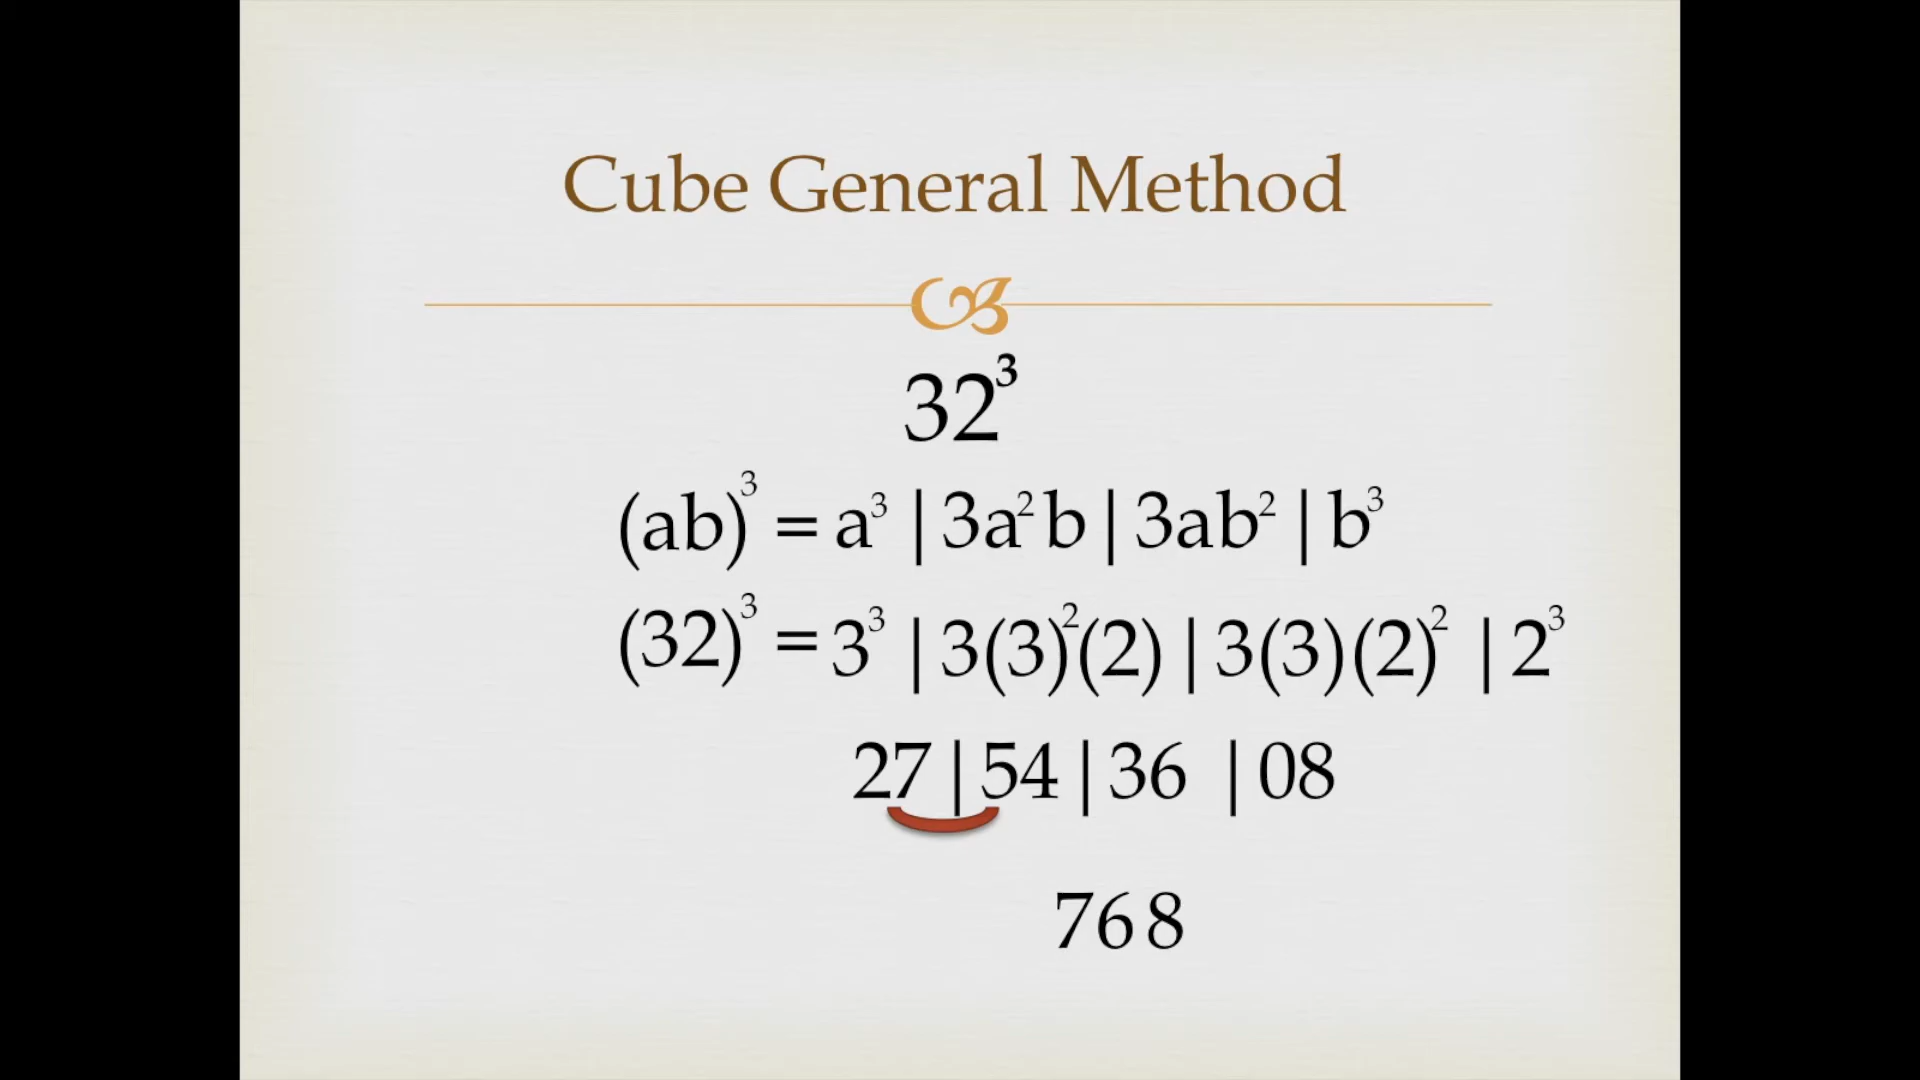 Cube General Method
32³
(ab)³ = a³ | 3a²b | 3ab² | b³
(32)³ = 3³ | 3(3)²(2) | 3(3)(2)² | 2³
27 | 54 | 36 | 08
768